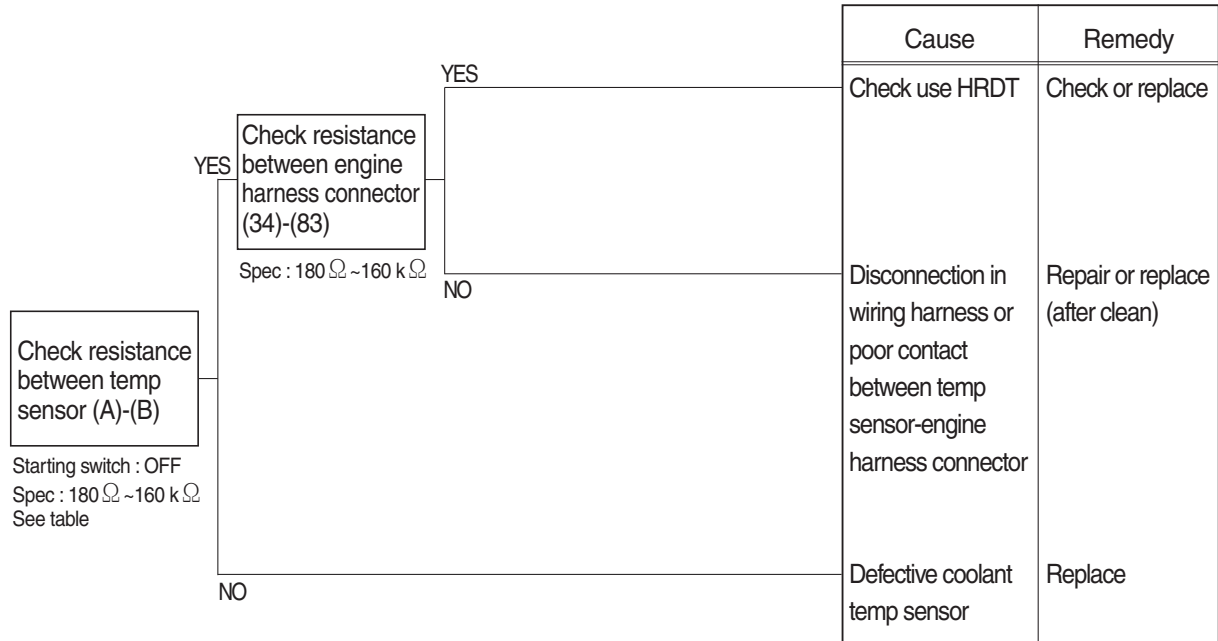 Cause
Remedy
YES
Check use HRDT
Check or replace
Check resistance
between engine
harness connector
(34)-(83)
YES
Spec : 180 Ω ~160 k Ω
NO
Disconnection in
wiring harness or
poor contact
between temp
sensor-engine
harness connector
Repair or replace
(after clean)
Check resistance
between temp
sensor (A)-(B)
Starting switch : OFF
Spec : 180 Ω ~160 k Ω
See table
NO
Defective coolant
temp sensor
Replace